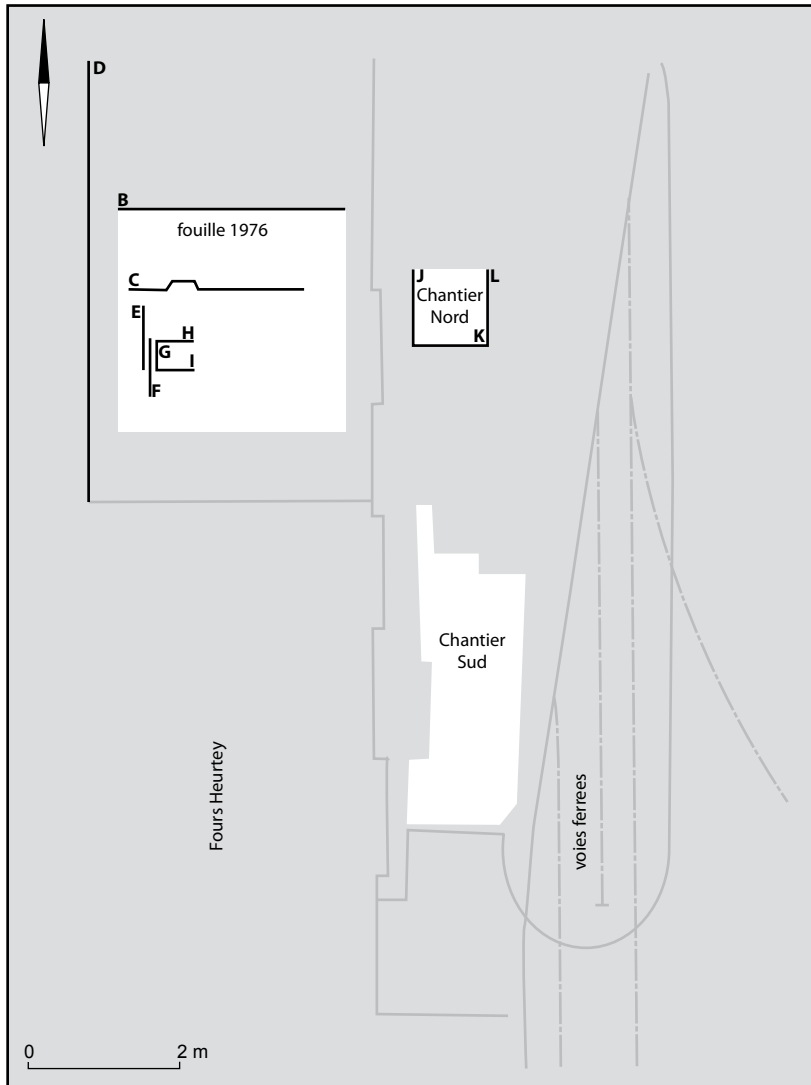 D
B
fouille 1976
C
E
H
G
I
F
J
L
Chantier
Nord
K
Chantier
Sud
Fours Heurtey
voies ferrees
0
2 m